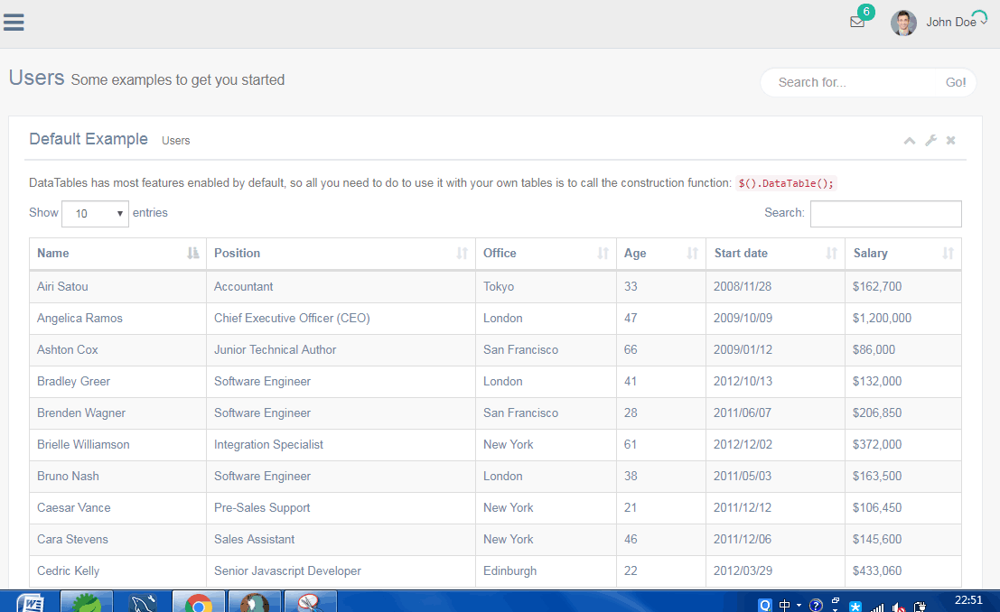 6
John Doe
Users Some examples to get you started
Search for... Go!
Default Example Users
DataTables has most features enabled by default, so all you need to do to use it with your own tables is to call the construction function: $().DataTable();
Show 10 entries Search:
Name Position Office Age Start date Salary
Airi Satou Accountant Tokyo 33 2008/11/28 $162,700
Angelica Ramos Chief Executive Officer (CEO) London 47 2009/10/09 $1,200,000
Ashton Cox Junior Technical Author San Francisco 66 2009/01/12 $86,000
Bradley Greer Software Engineer London 41 2012/10/13 $132,000
Brenden Wagner Software Engineer San Francisco 28 2011/06/07 $206,850
Brielle Williamson Integration Specialist New York 61 2012/12/02 $372,000
Bruno Nash Software Engineer London 38 2011/05/03 $163,500
Caesar Vance Pre-Sales Support New York 21 2011/12/12 $106,450
Cara Stevens Sales Assistant New York 46 2011/12/06 $145,600
Cedric Kelly Senior Javascript Developer Edinburgh 22 2012/03/29 $433,060
中 22:51